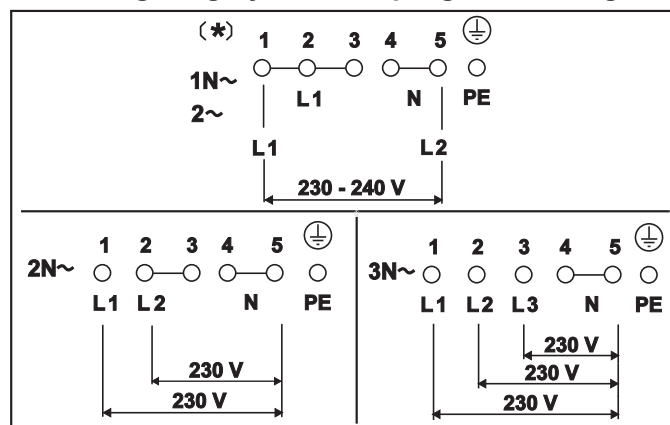 (*) 1 2 3 4 5
1N~ L1 N PE
2~
L1 L2
230 - 240 V
1 2 3 4 5
2N~
L1 L2 N PE
230 V
230 V
1 2 3 4 5
3N~
L1 L2 L3 N PE
230 V
230 V
230 V